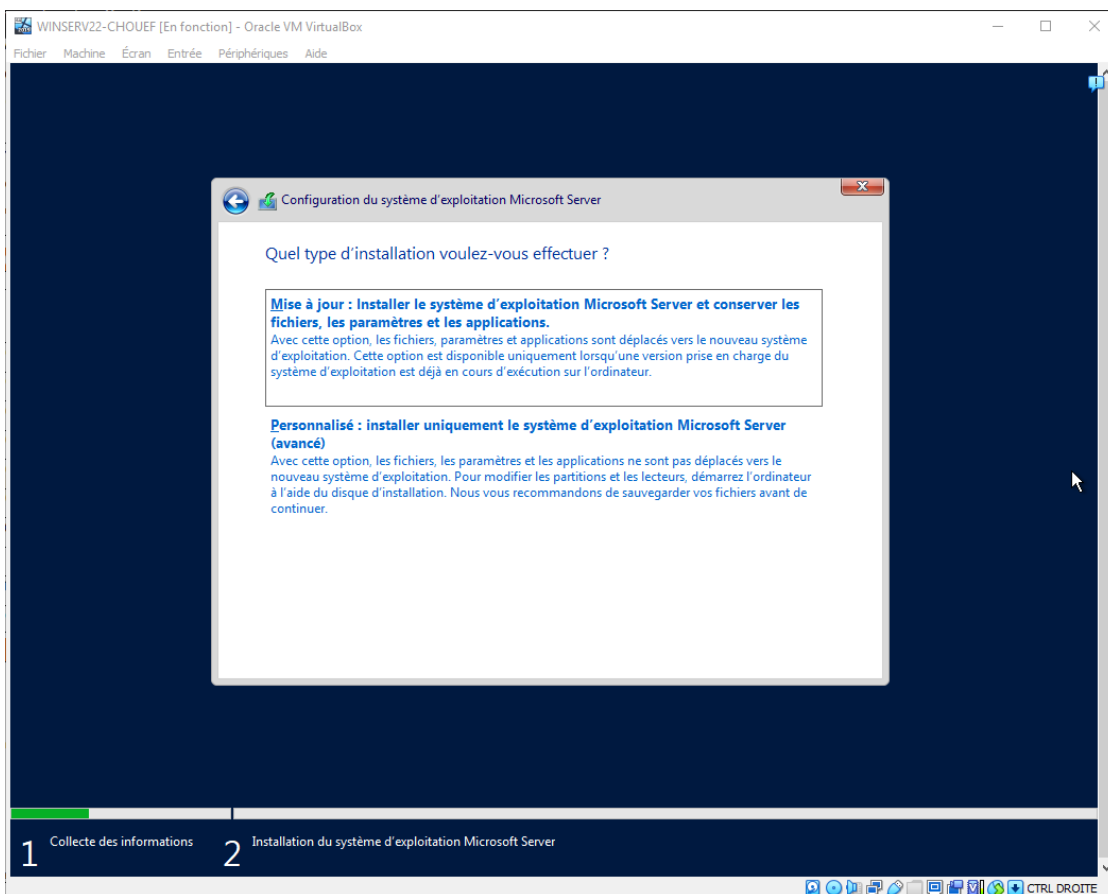 WINSERV22-CHOUEF [En fonction] - Oracle VM VirtualBox
Fichier Machine Écran Entrée Périphériques Aide
Configuration du système d'exploitation Microsoft Server
Quel type d'installation voulez-vous effectuer ?
Mise à jour : Installer le système d'exploitation Microsoft Server et conserver les
fichiers, les paramètres et les applications.
Avec cette option, les fichiers, paramètres et applications sont déplacés vers le nouveau système
d'exploitation. Cette option est disponible uniquement lorsqu'une version prise en charge du
système d'exploitation est déjà en cours d'exécution sur l'ordinateur.
Personnalisé : installer uniquement le système d'exploitation Microsoft Server
(avancé)
Avec cette option, les fichiers, les paramètres et les applications ne sont pas déplacés vers le
nouveau système d'exploitation. Pour modifier les partitions et les lecteurs, démarrez l'ordinateur
à l'aide du disque d'installation. Nous vous recommandons de sauvegarder vos fichiers avant de
continuer.
1 Collecte des informations 2 Installation du système d'exploitation Microsoft Server
CTRL DROITE